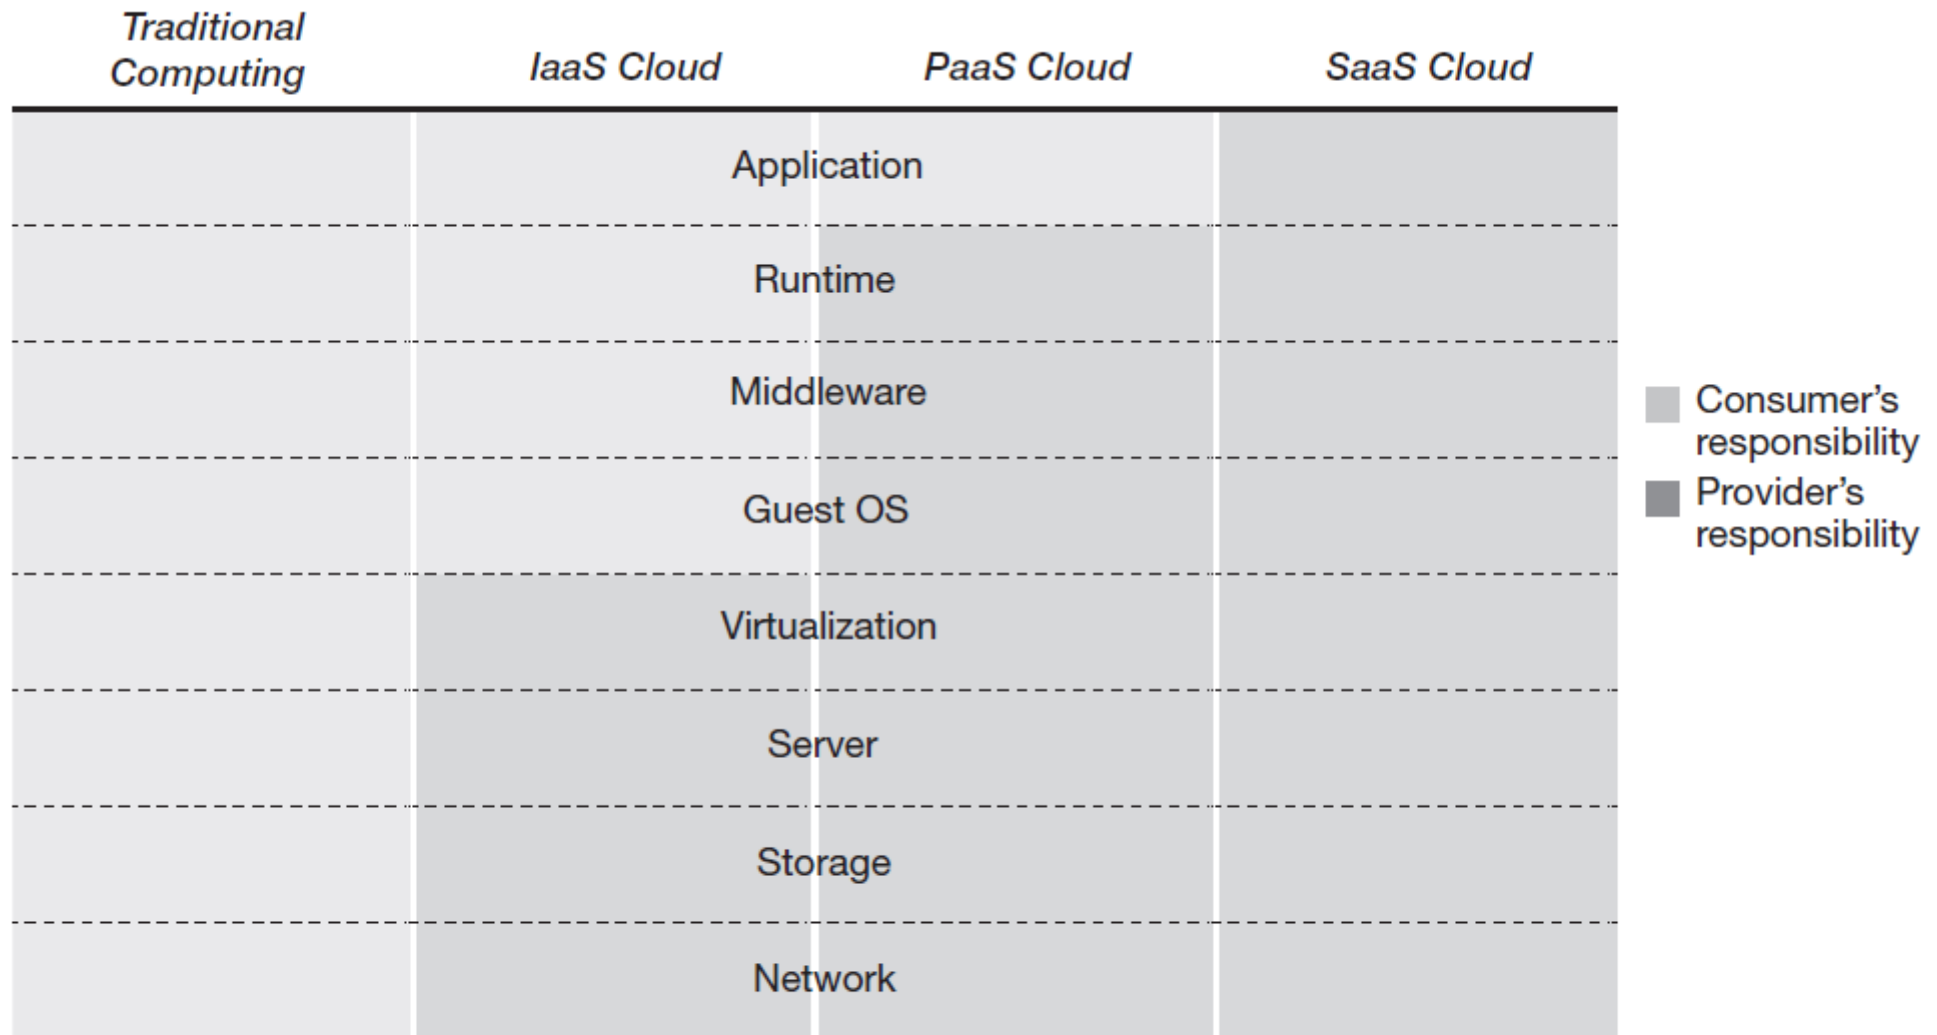 Traditional
Computing
IaaS Cloud
PaaS Cloud
SaaS Cloud
Application
Runtime
Middleware
Guest OS
Virtualization
Server
Storage
Network
Consumer’s
responsibility
Provider’s
responsibility